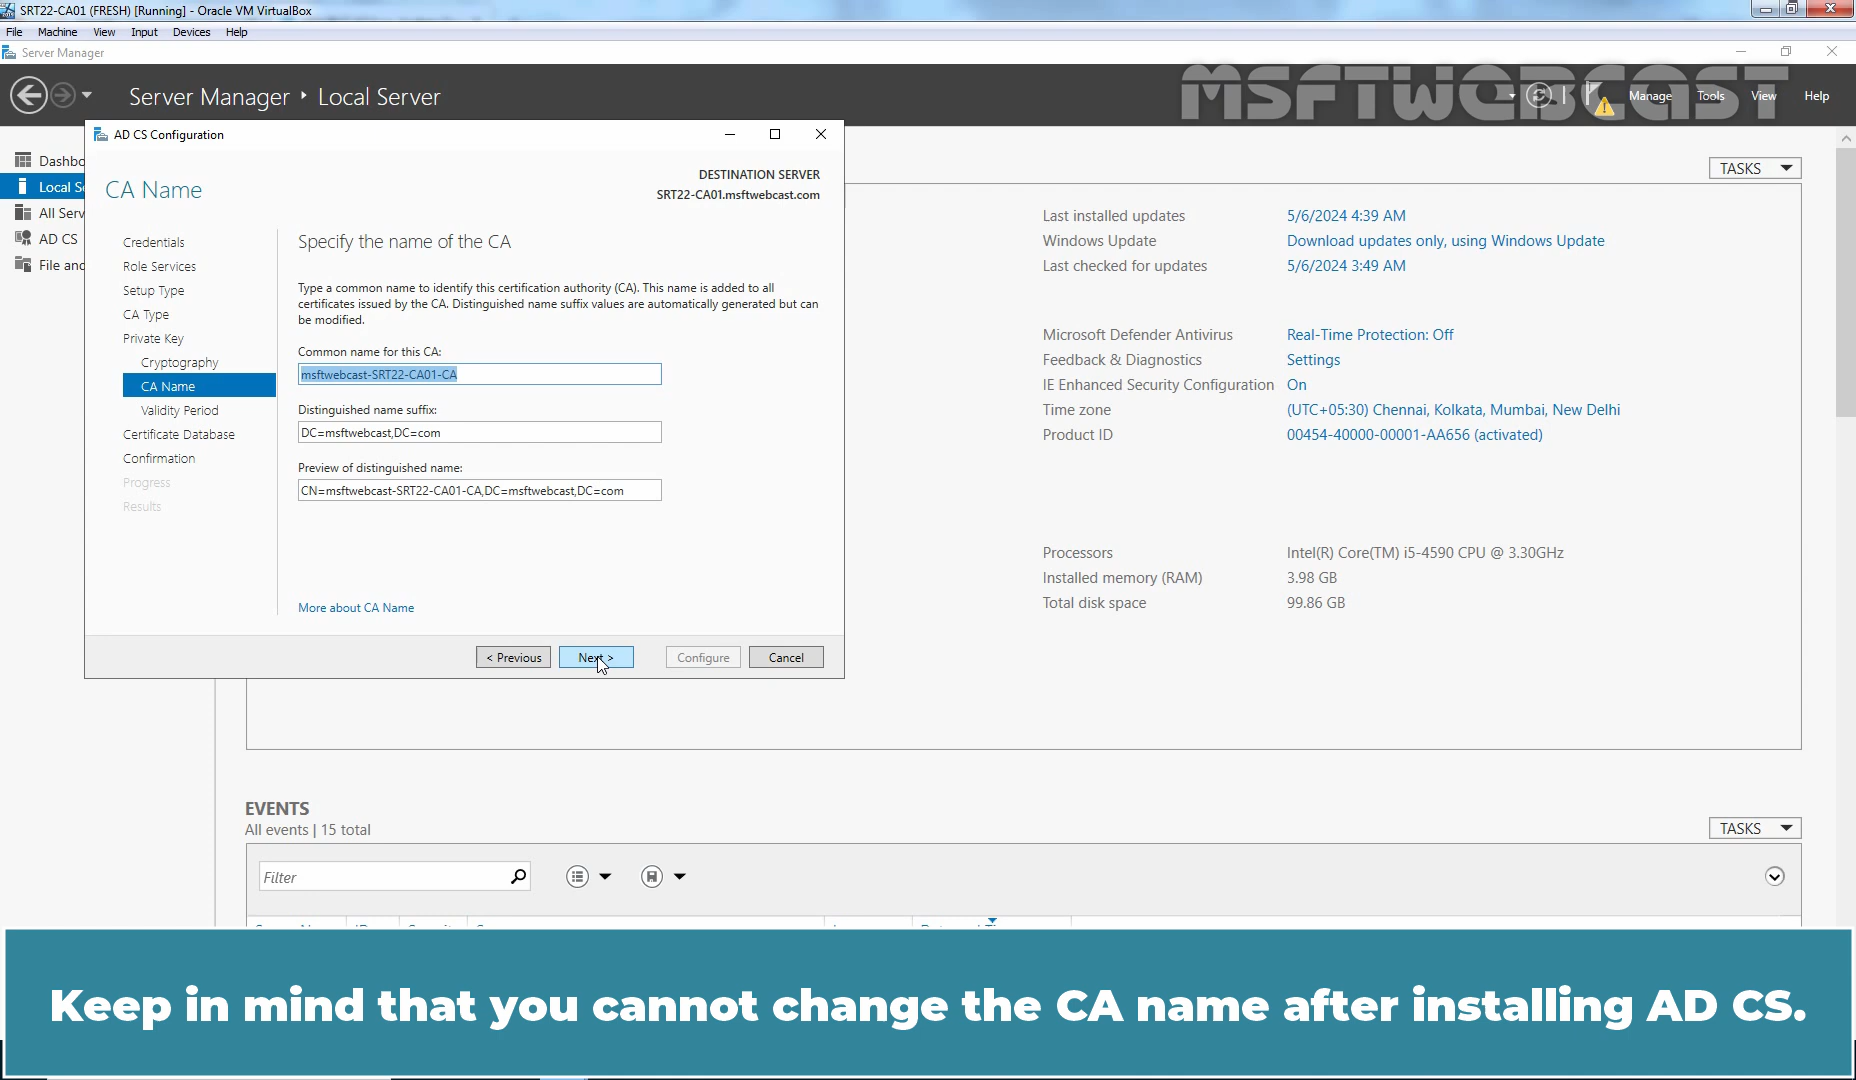 SRT22-CA01 (FRESH) [Running] - Oracle VM VirtualBox
File Machine View Input Devices Help
Server Manager
Server Manager Local Server
MSFTWEBCAST
Manage Tools View Help
AD CS Configuration
Dashbo
Local Se
All Serv
AD CS
File and
CA Name
DESTINATION SERVER
SRT22-CA01.msftwebcast.com
Credentials
Role Services
Setup Type
CA Type
Private Key
Cryptography
CA Name
Validity Period
Certificate Database
Confirmation
Progress
Results
Specify the name of the CA
Type a common name to identify this certification authority (CA). This name is added to all
certificates issued by the CA. Distinguished name suffix values are automatically generated but can
be modified.
Common name for this CA:
msftwebcast-SRT22-CA01-CA
Distinguished name suffix:
DC=msftwebcast,DC=com
Preview of distinguished name:
CN=msftwebcast-SRT22-CA01-CA,DC=msftwebcast,DC=com
More about CA Name
< Previous Next > Configure Cancel
TASKS
Last installed updates 5/6/2024 4:39 AM
Windows Update Download updates only, using Windows Update
Last checked for updates 5/6/2024 3:49 AM
Microsoft Defender Antivirus Real-Time Protection: Off
Feedback & Diagnostics Settings
IE Enhanced Security Configuration On
Time zone (UTC+05:30) Chennai, Kolkata, Mumbai, New Delhi
Product ID 00454-40000-00001-AA656 (activated)
Processors Intel(R) Core(TM) i5-4590 CPU @ 3.30GHz
Installed memory (RAM) 3.98 GB
Total disk space 99.86 GB
EVENTS
All events | 15 total
TASKS
Filter
Keep in mind that you cannot change the CA name after installing AD CS.